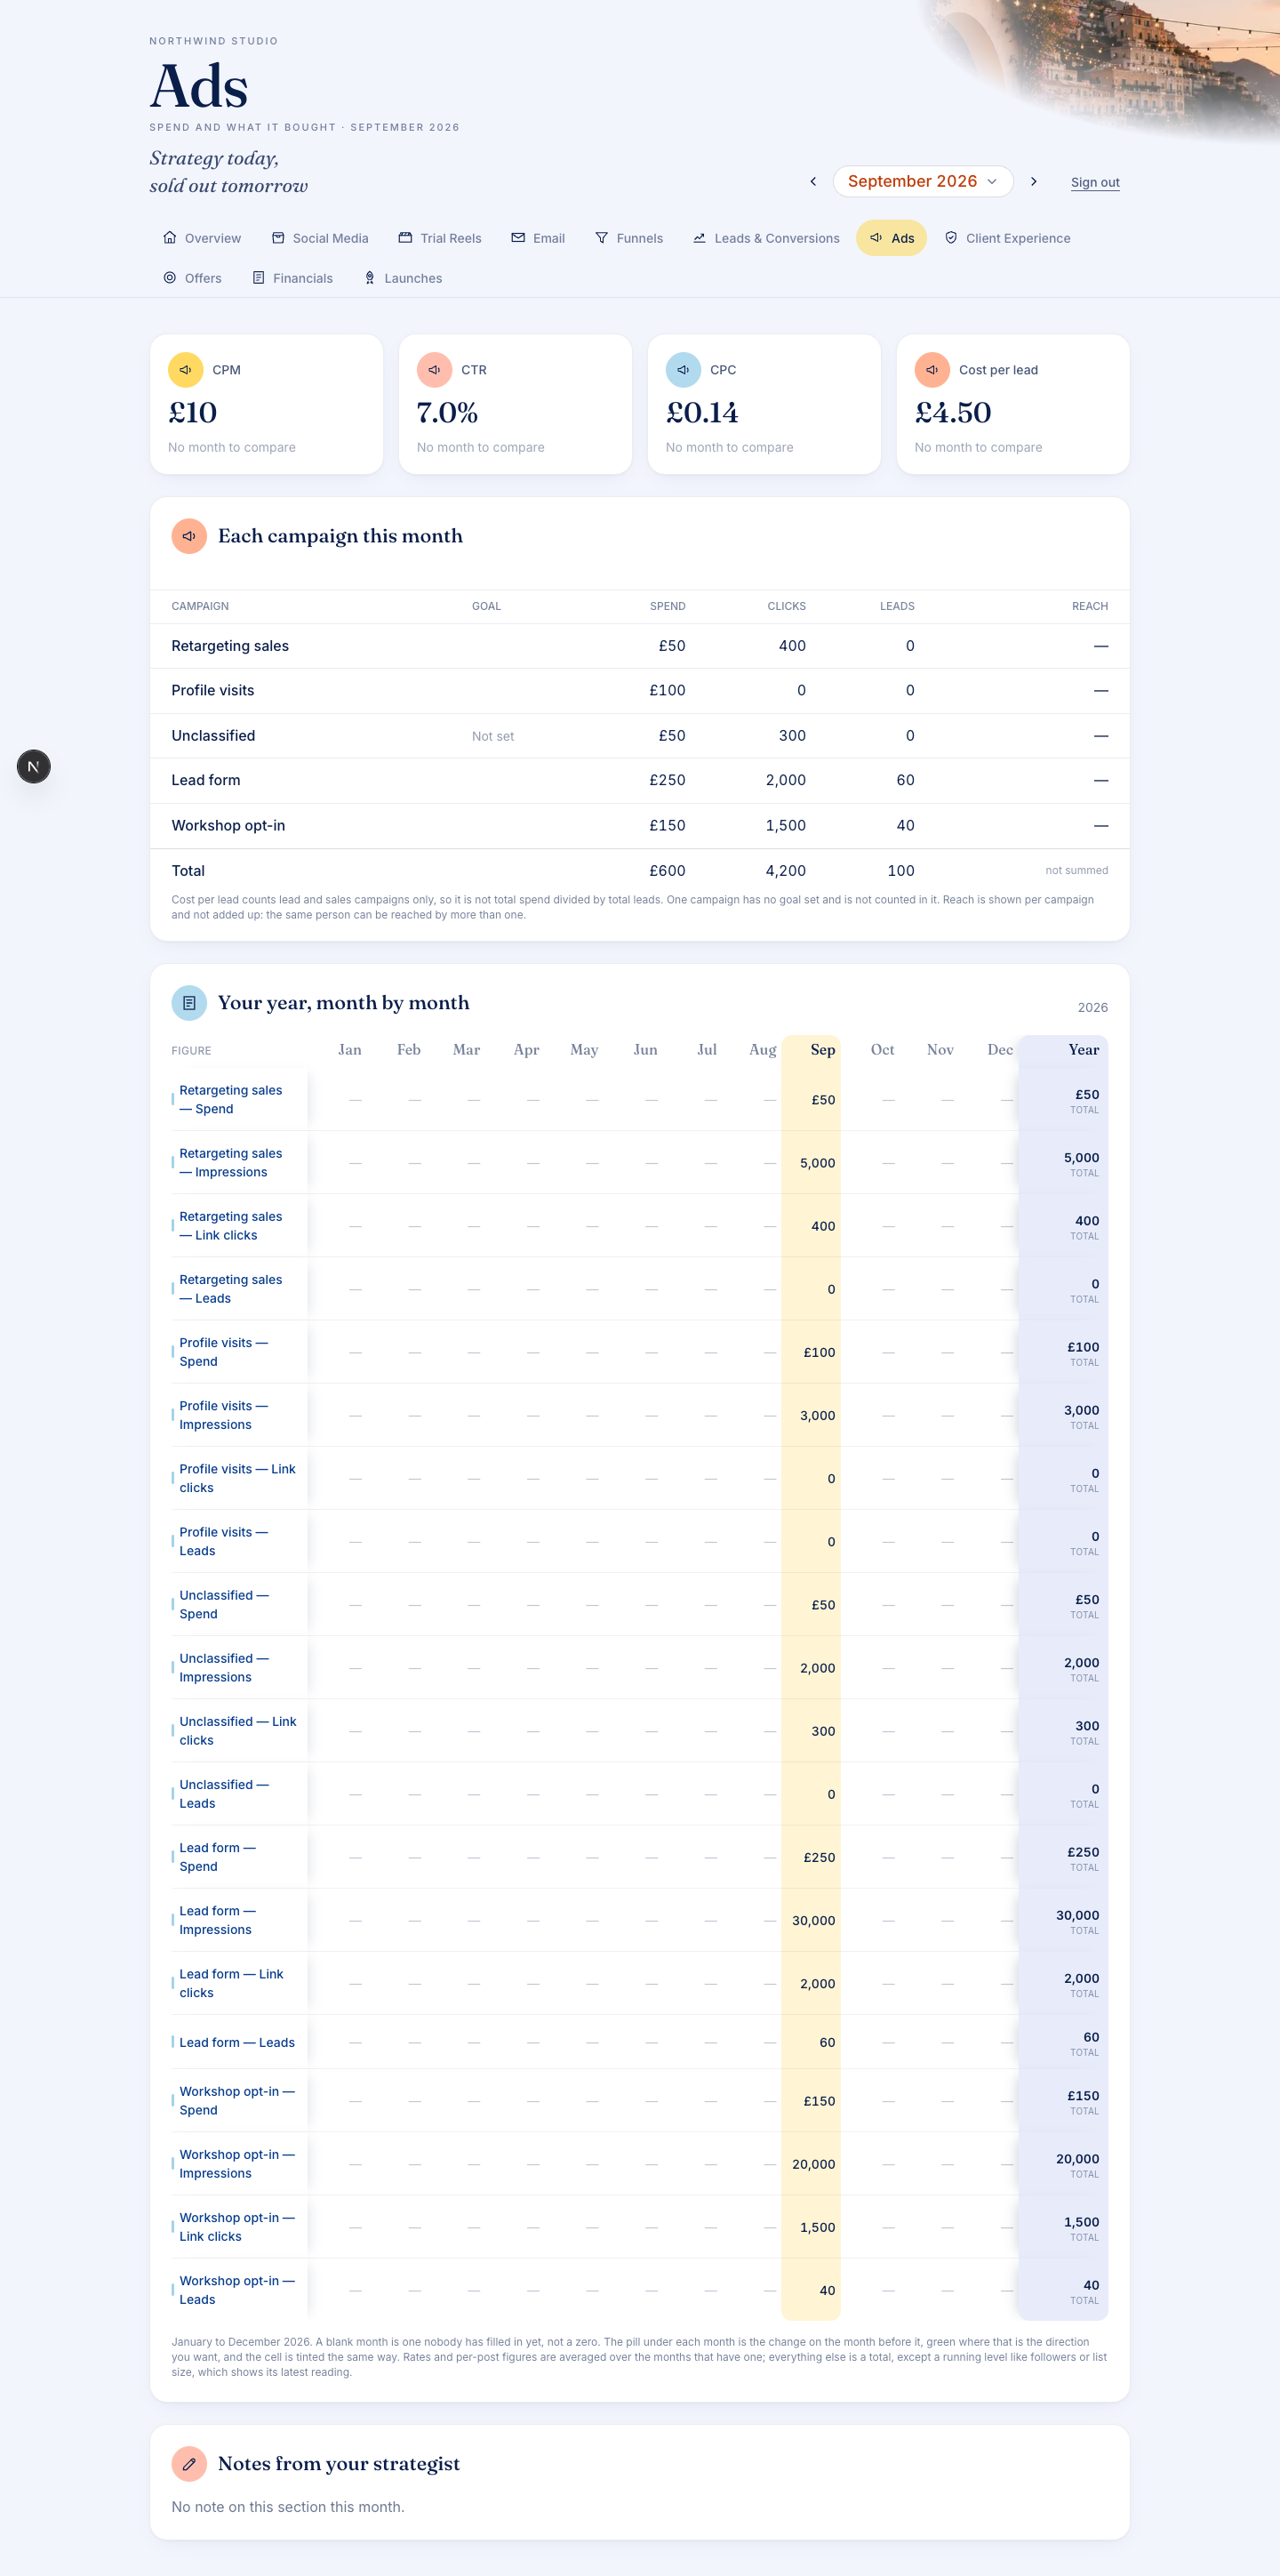 NORTHWIND STUDIO
Ads
SPEND AND WHAT IT BOUGHT · SEPTEMBER 2026
Strategy today,
sold out tomorrow
September 2026
Sign out
Overview Social Media Trial Reels Email Funnels Leads & Conversions Ads Client Experience
Offers Financials Launches
CPM CTR CPC Cost per lead
£10 7.0% £0.14 £4.50
No month to compare No month to compare No month to compare No month to compare
Each campaign this month
CAMPAIGN GOAL SPEND CLICKS LEADS REACH
Retargeting sales £50 400 0 —
Profile visits £100 0 0 —
Unclassified Not set £50 300 0 —
Lead form £250 2,000 60 —
Workshop opt-in £150 1,500 40 —
Total £600 4,200 100 not summed
Cost per lead counts lead and sales campaigns only, so it is not total spend divided by total leads. One campaign has no goal set and is not counted in it. Reach is shown per campaign
and not added up: the same person can be reached by more than one.
Your year, month by month
2026
FIGURE Jan Feb Mar Apr May Jun Jul Aug Sep Oct Nov Dec Year
Retargeting sales
— Spend
— — — — — — — — £50 — — — £50
TOTAL
Retargeting sales
— Impressions
— — — — — — — — 5,000 — — — 5,000
TOTAL
Retargeting sales
— Link clicks
— — — — — — — — 400 — — — 400
TOTAL
Retargeting sales
— Leads
— — — — — — — — 0 — — — 0
TOTAL
Profile visits —
Spend
— — — — — — — — £100 — — — £100
TOTAL
Profile visits —
Impressions
— — — — — — — — 3,000 — — — 3,000
TOTAL
Profile visits — Link
clicks
— — — — — — — — 0 — — — 0
TOTAL
Profile visits —
Leads
— — — — — — — — 0 — — — 0
TOTAL
Unclassified —
Spend
— — — — — — — — £50 — — — £50
TOTAL
Unclassified —
Impressions
— — — — — — — — 2,000 — — — 2,000
TOTAL
Unclassified — Link
clicks
— — — — — — — — 300 — — — 300
TOTAL
Unclassified —
Leads
— — — — — — — — 0 — — — 0
TOTAL
Lead form —
Spend
— — — — — — — — £250 — — — £250
TOTAL
Lead form —
Impressions
— — — — — — — — 30,000 — — — 30,000
TOTAL
Lead form — Link
clicks
— — — — — — — — 2,000 — — — 2,000
TOTAL
Lead form — Leads
— — — — — — — — 60 — — — 60
TOTAL
Workshop opt-in —
Spend
— — — — — — — — £150 — — — £150
TOTAL
Workshop opt-in —
Impressions
— — — — — — — — 20,000 — — — 20,000
TOTAL
Workshop opt-in —
Link clicks
— — — — — — — — 1,500 — — — 1,500
TOTAL
Workshop opt-in —
Leads
— — — — — — — — 40 — — — 40
TOTAL
January to December 2026. A blank month is one nobody has filled in yet, not a zero. The pill under each month is the change on the month before it, green where that is the direction
you want, and the cell is tinted the same way. Rates and per-post figures are averaged over the months that have one; everything else is a total, except a running level like followers or list
size, which shows its latest reading.
Notes from your strategist
No note on this section this month.